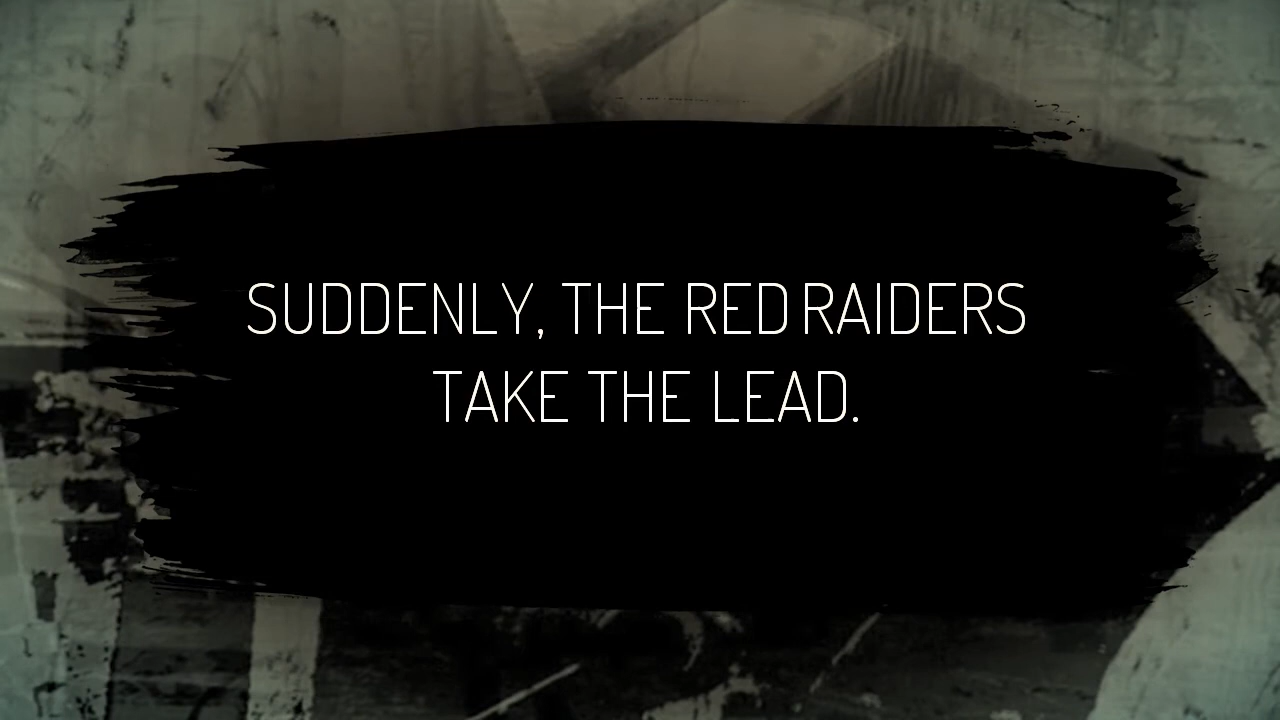 SUDDENLY, THE RED RAIDERS
TAKE THE LEAD.